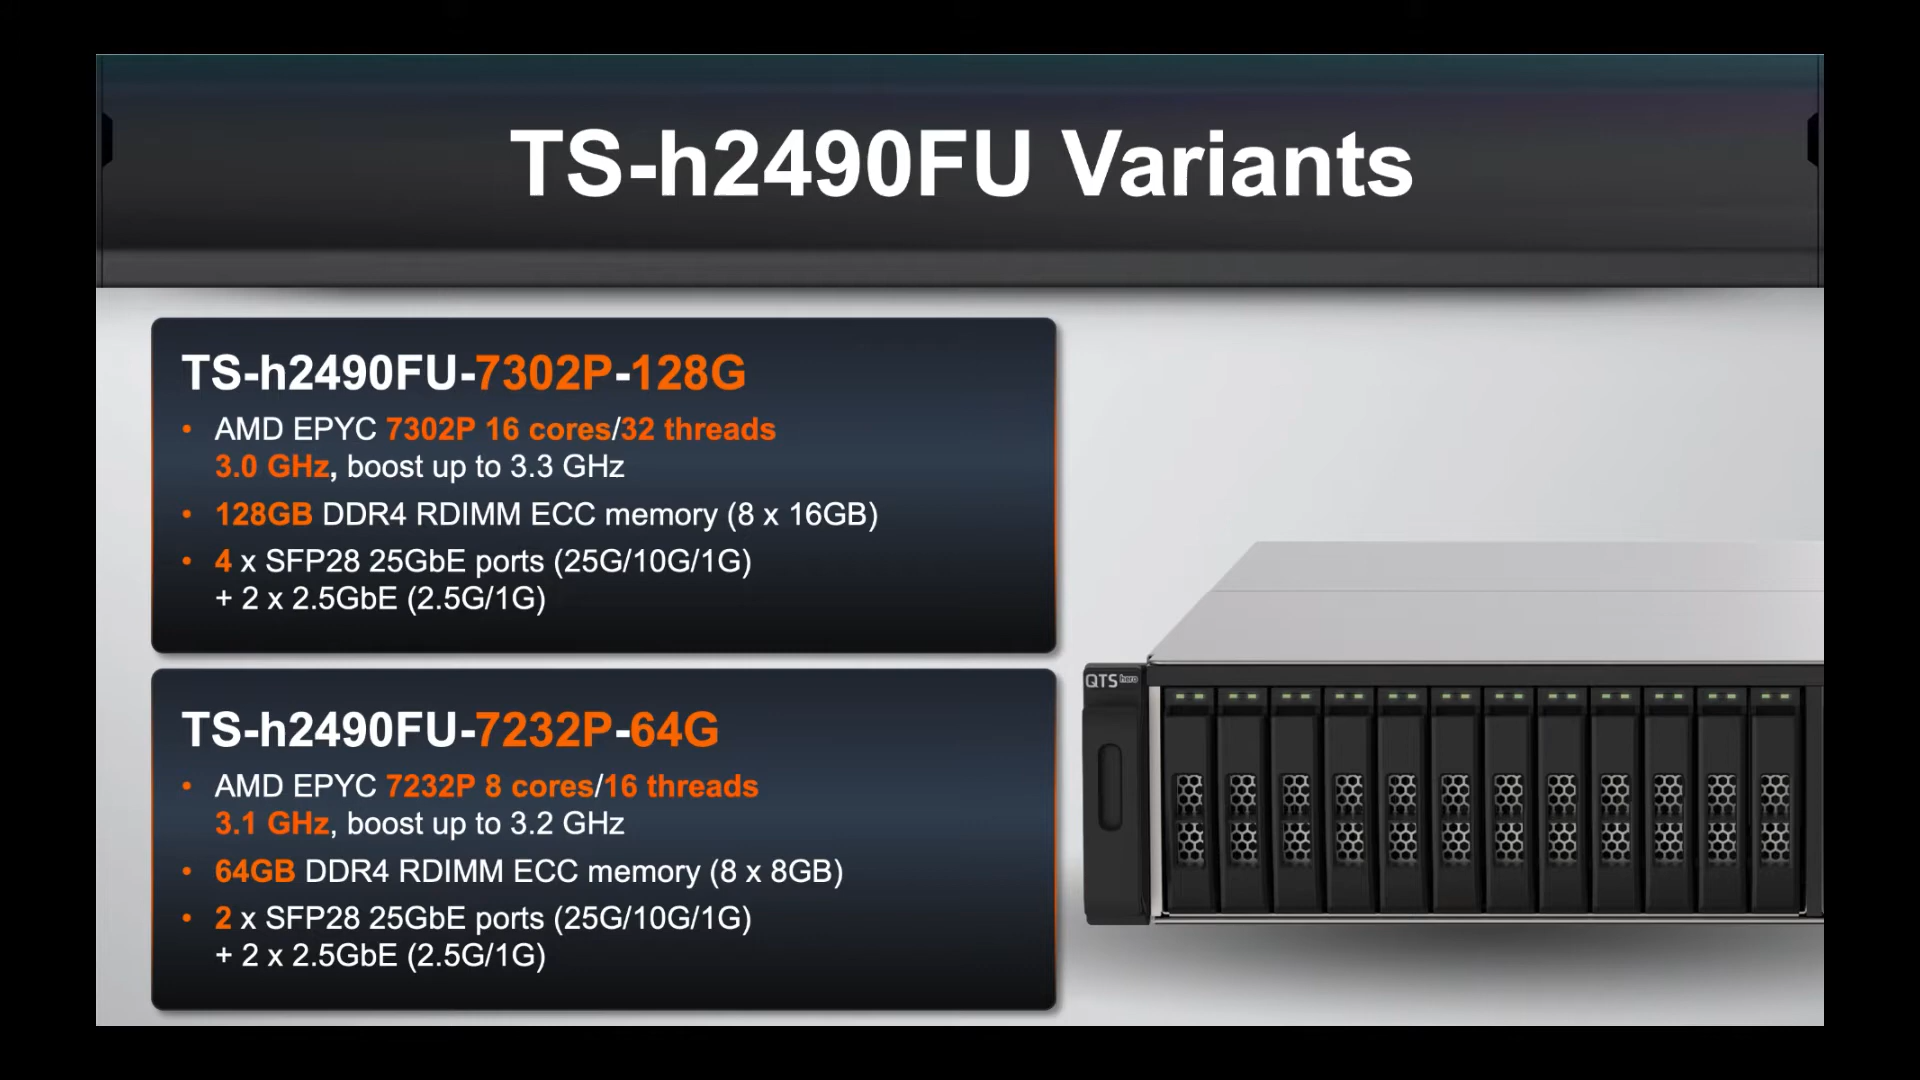 TS-h2490FU Variants
TS-h2490FU-7302P-128G
• AMD EPYC 7302P 16 cores/32 threads
3.0 GHz, boost up to 3.3 GHz
• 128GB DDR4 RDIMM ECC memory (8 x 16GB)
• 4 x SFP28 25GbE ports (25G/10G/1G)
+ 2 x 2.5GbE (2.5G/1G)
TS-h2490FU-7232P-64G
• AMD EPYC 7232P 8 cores/16 threads
3.1 GHz, boost up to 3.2 GHz
• 64GB DDR4 RDIMM ECC memory (8 x 8GB)
• 2 x SFP28 25GbE ports (25G/10G/1G)
+ 2 x 2.5GbE (2.5G/1G)
QTS hero